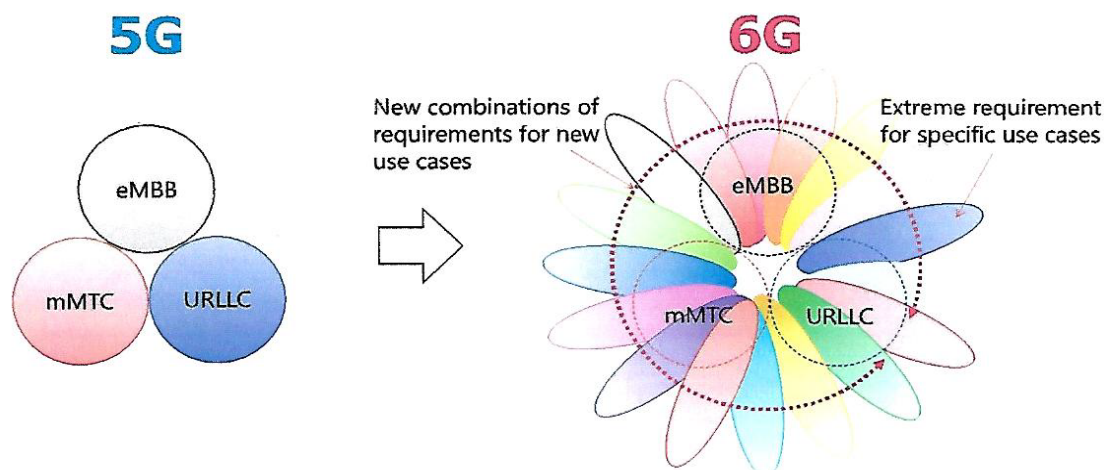 5G
6G
New combinations of
requirements for new
use cases
Extreme requirement
for specific use cases
eMBB
mMTC
URLLC
eMBB
mMTC
URLLC